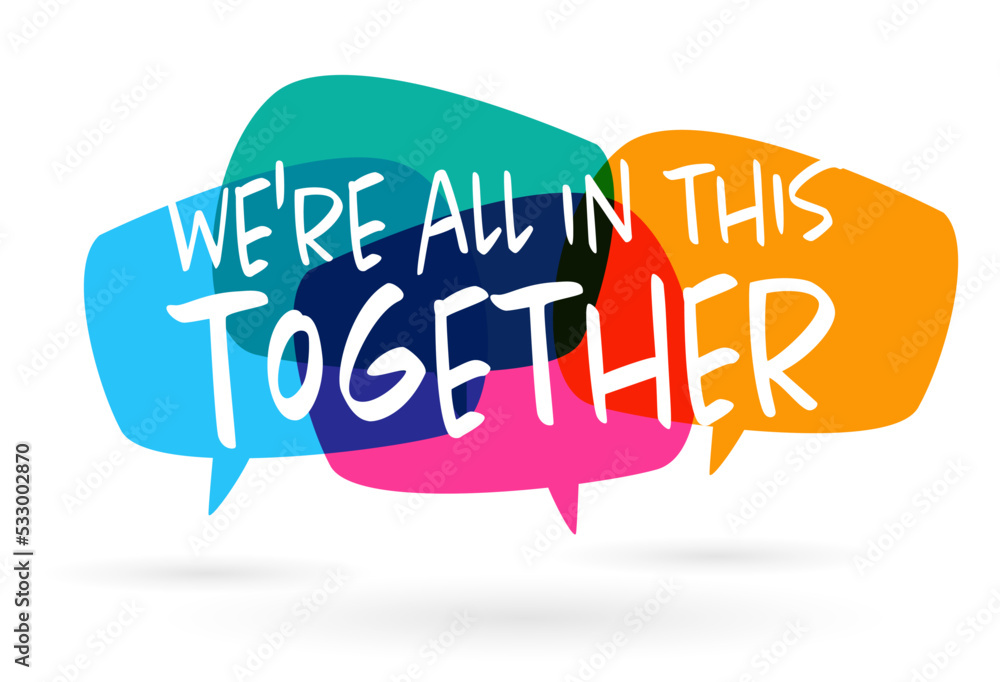 WE'RE ALL IN THIS
TOGETHER
Adobe Stock | #533002870